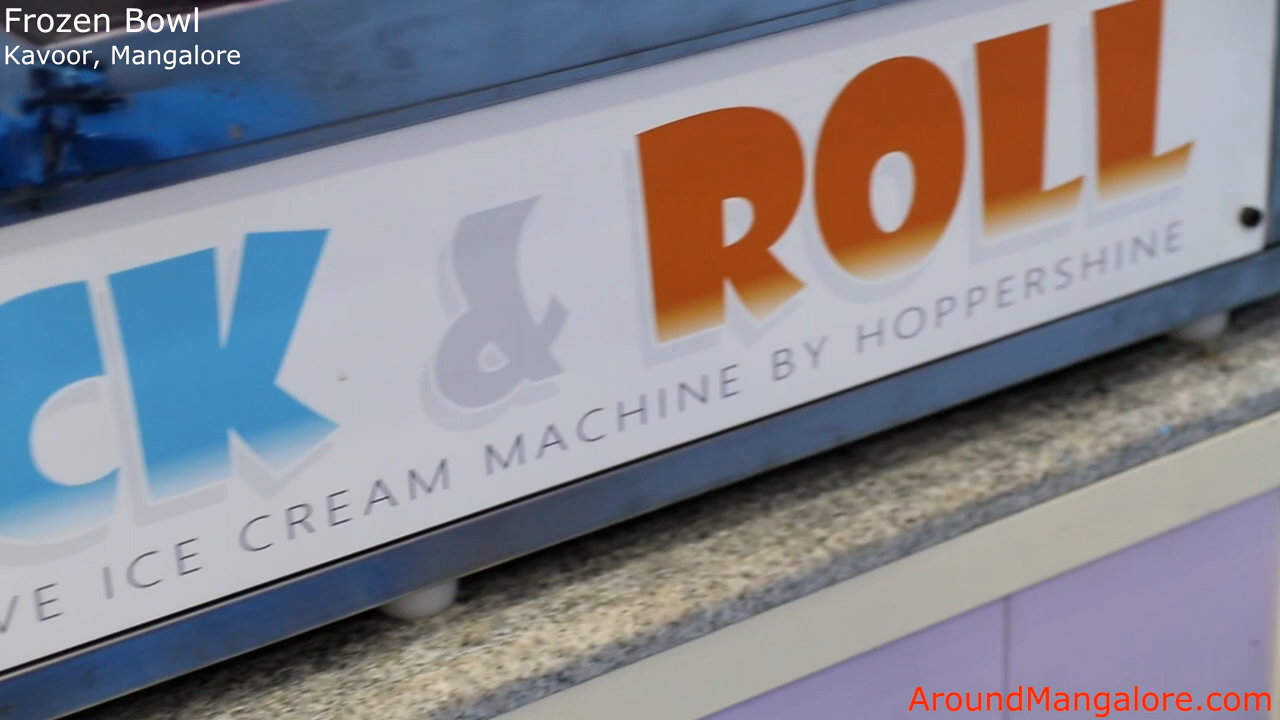 Frozen Bowl
Kavoor, Mangalore
CK & ROLL
VE ICE CREAM MACHINE BY HOPPERSHINE
AroundMangalore.com